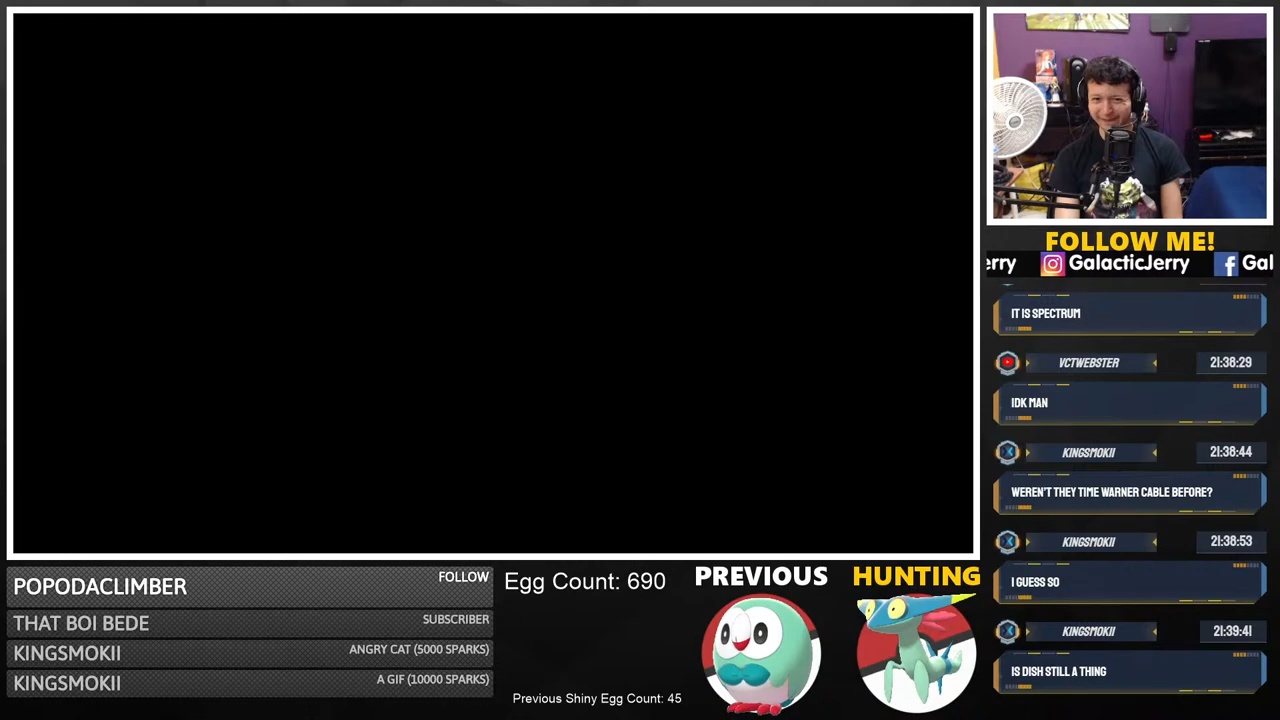 FOLLOW ME!
erry GalacticJerry Gal
IT IS SPECTRUM
VCTWEBSTER 21:38:29
IDK MAN
KINGSMOKII 21:38:44
WEREN'T THEY TIME WARNER CABLE BEFORE?
KINGSMOKII 21:38:53
I GUESS SO
KINGSMOKII 21:39:41
IS DISH STILL A THING
POPODACLIMBER FOLLOW
THAT BOI BEDE SUBSCRIBER
KINGSMOKII ANGRY CAT (5000 SPARKS)
KINGSMOKII A GIF (10000 SPARKS)
Egg Count: 690
Previous Shiny Egg Count: 45
PREVIOUS
HUNTING